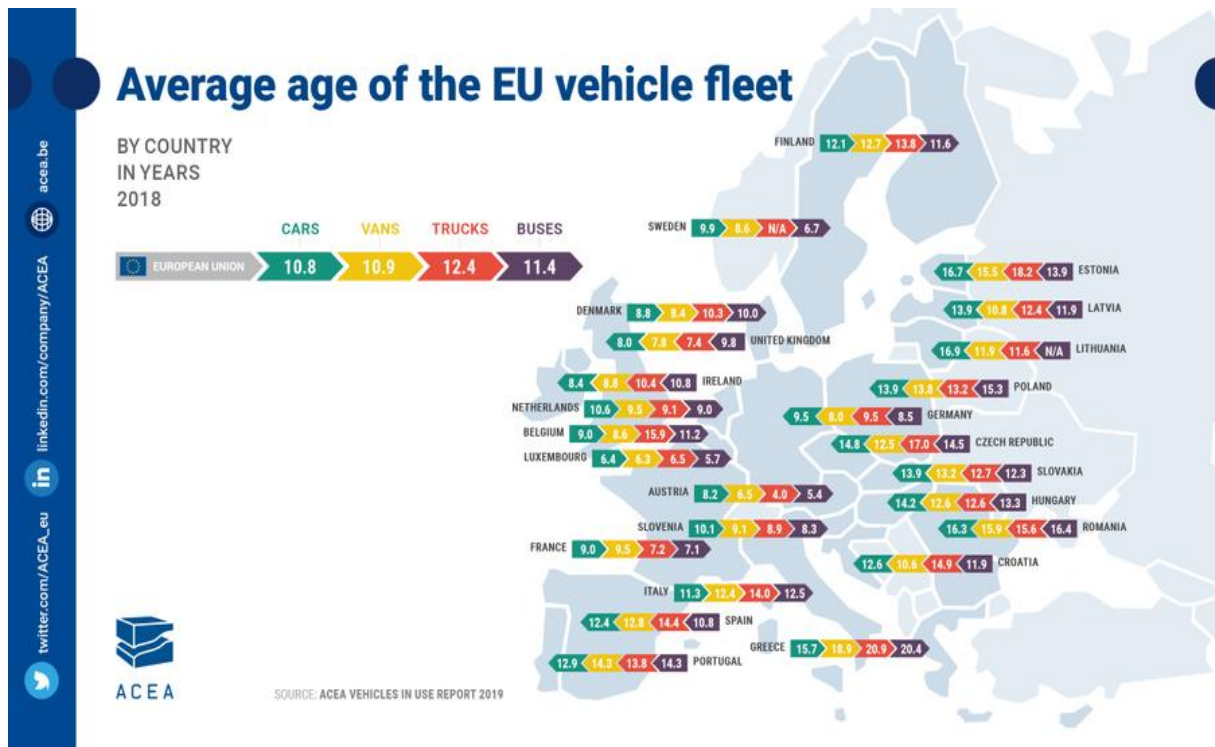 Average age of the EU vehicle fleet
BY COUNTRY
IN YEARS
2018
CARS VANS TRUCKS BUSES
EUROPEAN UNION 10.8 10.9 12.4 11.4
FINLAND 12.1 12.7 13.8 11.6
SWEDEN 9.9 8.6 N/A 6.7
16.7 15.5 18.2 13.9 ESTONIA
DENMARK 8.8 8.4 10.3 10.0
13.9 10.8 12.4 11.9 LATVIA
8.0 7.8 7.4 9.8 UNITED KINGDOM
16.9 11.9 11.6 N/A LITHUANIA
8.4 8.8 10.4 10.8 IRELAND
13.9 13.8 13.2 15.3 POLAND
NETHERLANDS 10.6 9.5 9.1 9.0
9.5 8.0 9.5 8.5 GERMANY
BELGIUM 9.0 8.6 15.9 11.2
14.8 12.5 17.0 14.5 CZECH REPUBLIC
LUXEMBOURG 6.4 6.3 6.5 5.7
13.9 13.2 12.7 12.3 SLOVAKIA
AUSTRIA 8.2 6.5 4.0 5.4
14.2 12.6 12.6 13.3 HUNGARY
SLOVENIA 10.1 9.1 8.9 8.3
16.3 15.9 15.6 16.4 ROMANIA
FRANCE 9.0 9.5 7.2 7.1
12.6 10.6 14.9 11.9 CROATIA
ITALY 11.3 12.4 14.0 12.5
12.4 12.8 14.4 10.8 SPAIN
GREECE 15.7 18.9 20.9 20.4
12.9 14.3 13.8 14.3 PORTUGAL
ACEA
SOURCE: ACEA VEHICLES IN USE REPORT 2019
twitter.com/ACEA_eu
in linkedin.com/company/ACEA
acea.be